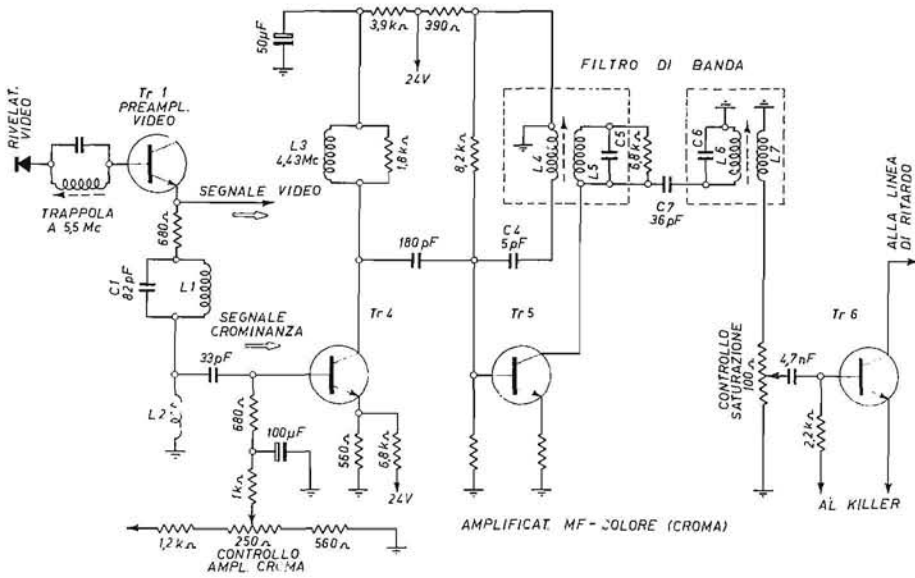 50µF
3,9kΩ
390Ω
24V
FILTRO DI BANDA
RIVELAT.
VIDEO
Tr 1
PREAMPL.
VIDEO
L3
4,43Mc
1,8kΩ
8,2kΩ
L4
L5
C5
6,8kΩ
C6
L6
L7
TRAPPOLA
A 5,5 Mc
SEGNALE VIDEO
680Ω
C7
36pF
C1
82pF
L1
180pF
C4
5pF
ALLA LINEA
DI RITARDO
SEGNALE
CROMINANZA
Tr4
Tr5
Tr 6
33pF
CONTROLLO
SATURAZIONE
100Ω
4,7nF
L2
680Ω
100µF
560Ω
6,8kΩ
2,2kΩ
1kΩ
24V
AL KILLER
AMPLIFICAT. MF-COLORE (CROMA)
1,2kΩ
250Ω
560Ω
CONTROLLO
AMPL. CROMA